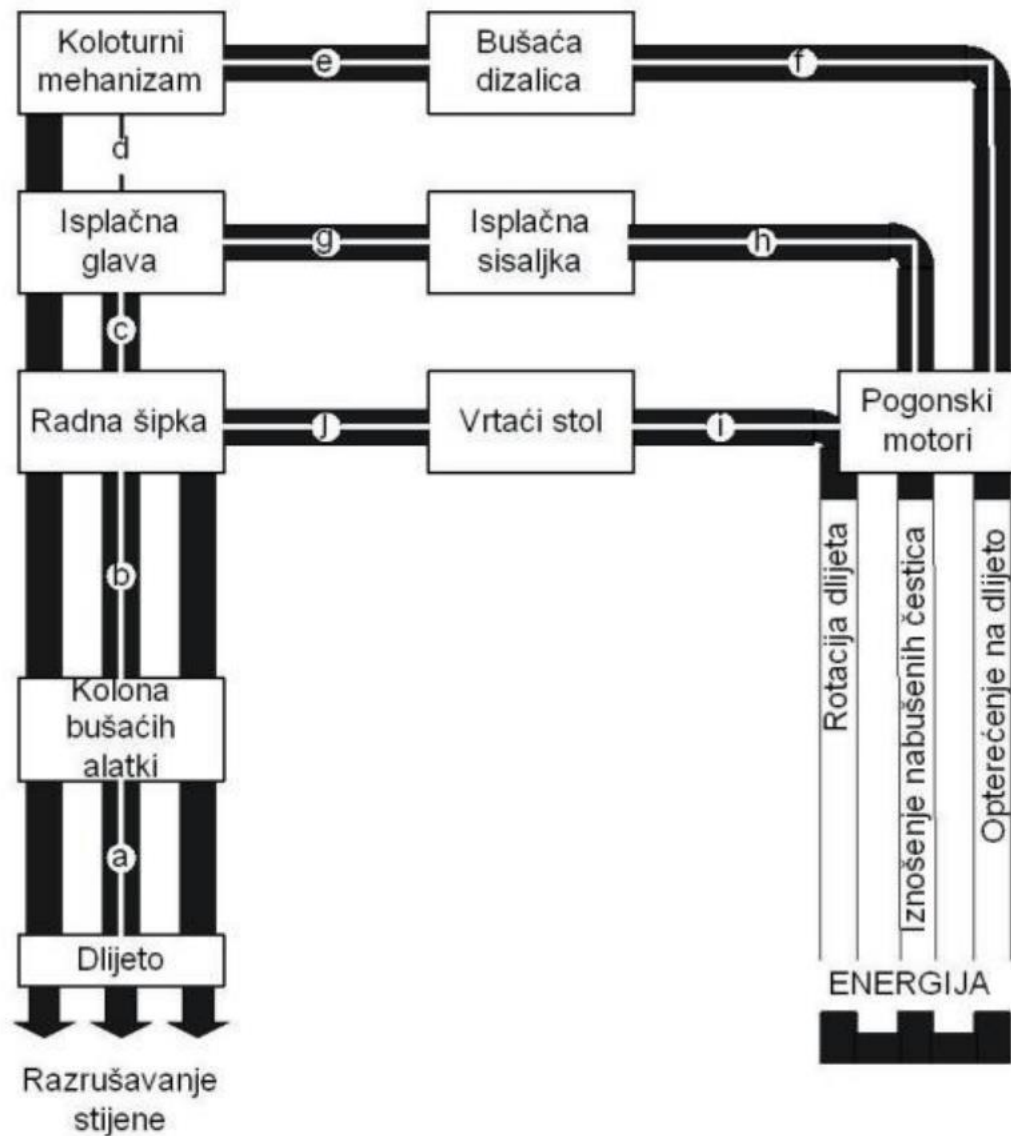 Koloturni
mehanizam
e
Bušaća
dizalica
f
d
Isplačna
glava
g
Isplačna
sisaljka
h
c
Radna šipka
J
Vrtaći stol
i
Pogonski
motori
b
Rotacija dlijeta
Iznošenje nabušenih čestica
Opterećenje na dlijeto
Kolona
bušaćih
alatki
a
Dlijeto
ENERGIJA
Razrušavanje
stijene